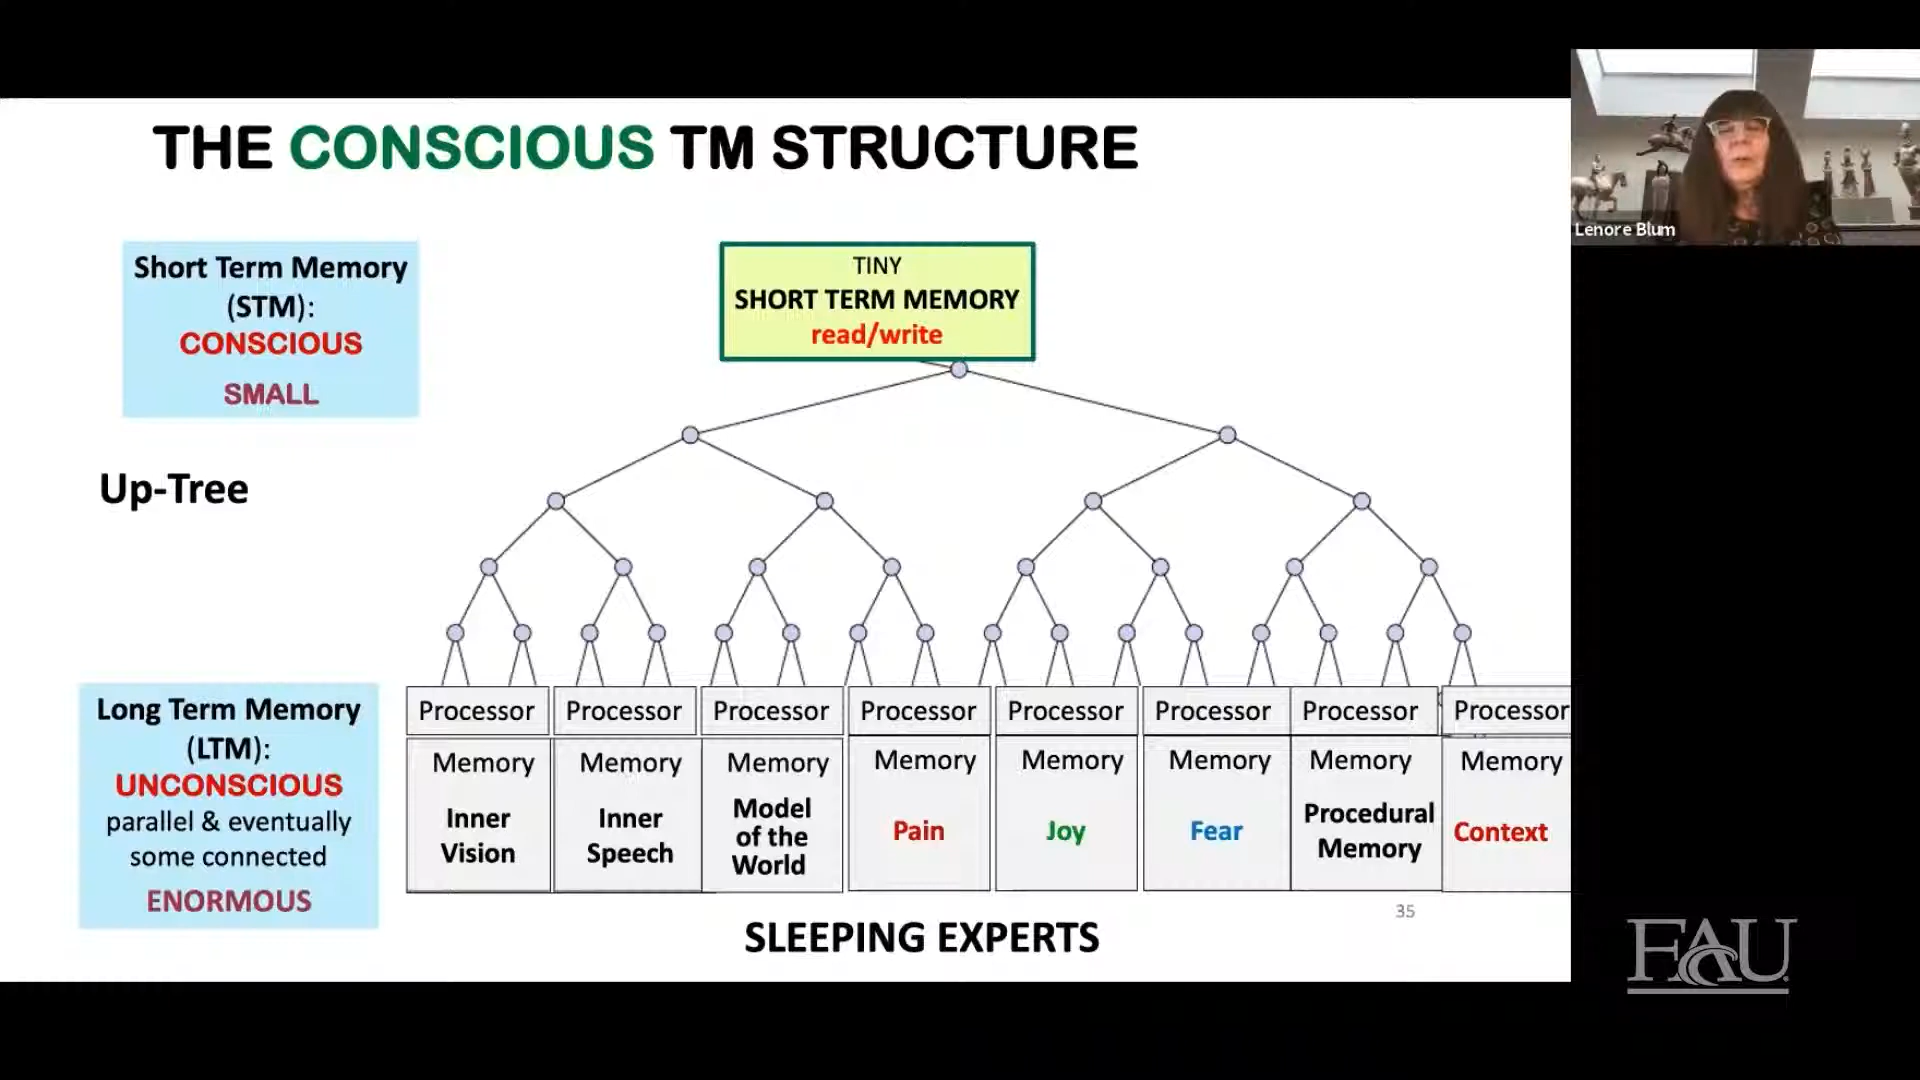 THE CONSCIOUS TM STRUCTURE
Lenore Blum
Short Term Memory
(STM):
CONSCIOUS
SMALL
TINY
SHORT TERM MEMORY
read/write
Up-Tree
Long Term Memory
(LTM):
UNCONSCIOUS
parallel & eventually
some connected
ENORMOUS
Processor Processor Processor Processor Processor Processor Processor Processor
Memory Memory Memory Memory Memory Memory Memory Memory
Inner
Vision
Inner
Speech
Model
of the
World
Pain
Joy
Fear
Procedural
Memory
Context
35
SLEEPING EXPERTS
FAU